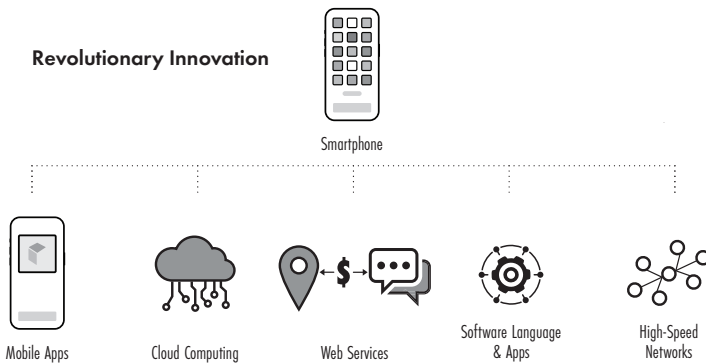 Revolutionary Innovation
Smartphone
$
Mobile Apps
Cloud Computing
Web Services
Software Language
& Apps
High-Speed
Networks